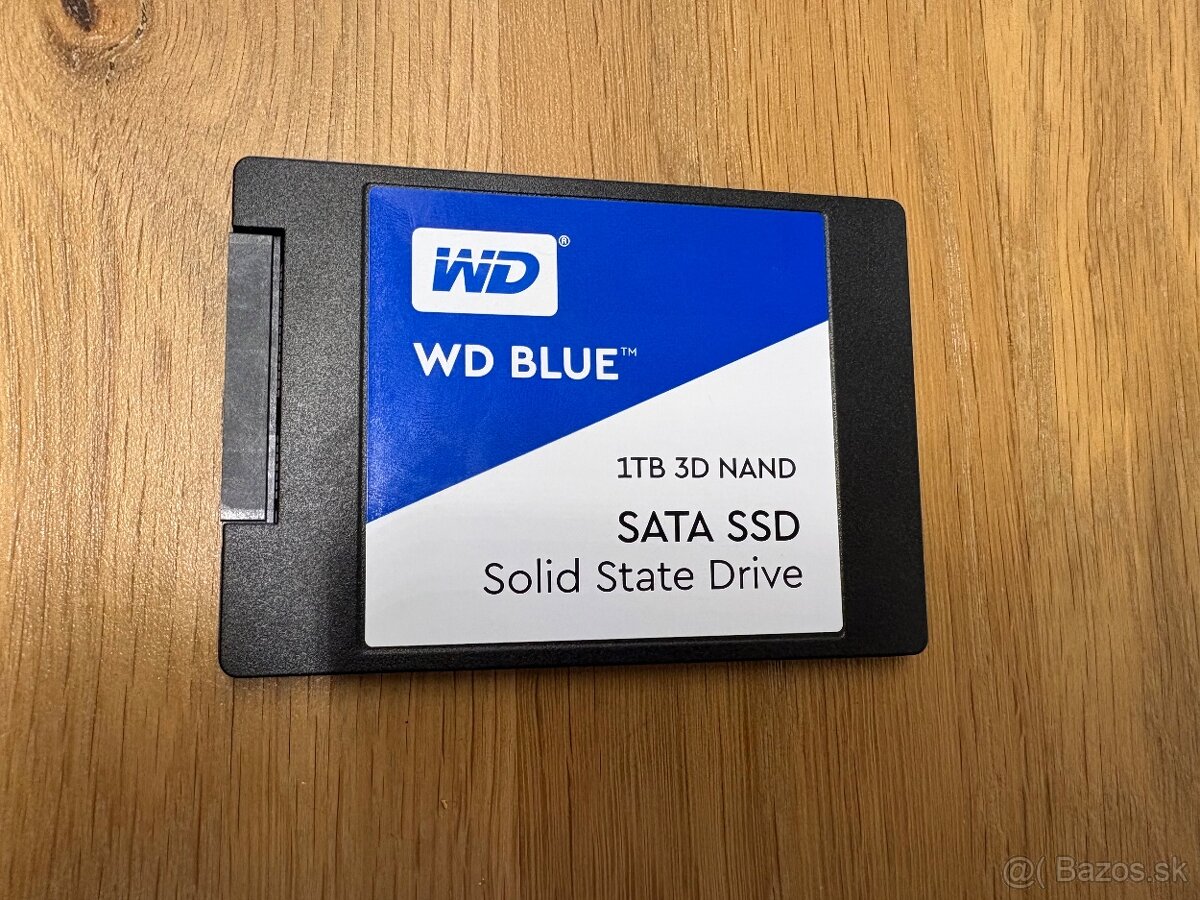 WD®
WD BLUE™
1TB 3D NAND
SATA SSD
Solid State Drive
@( Bazos.sk